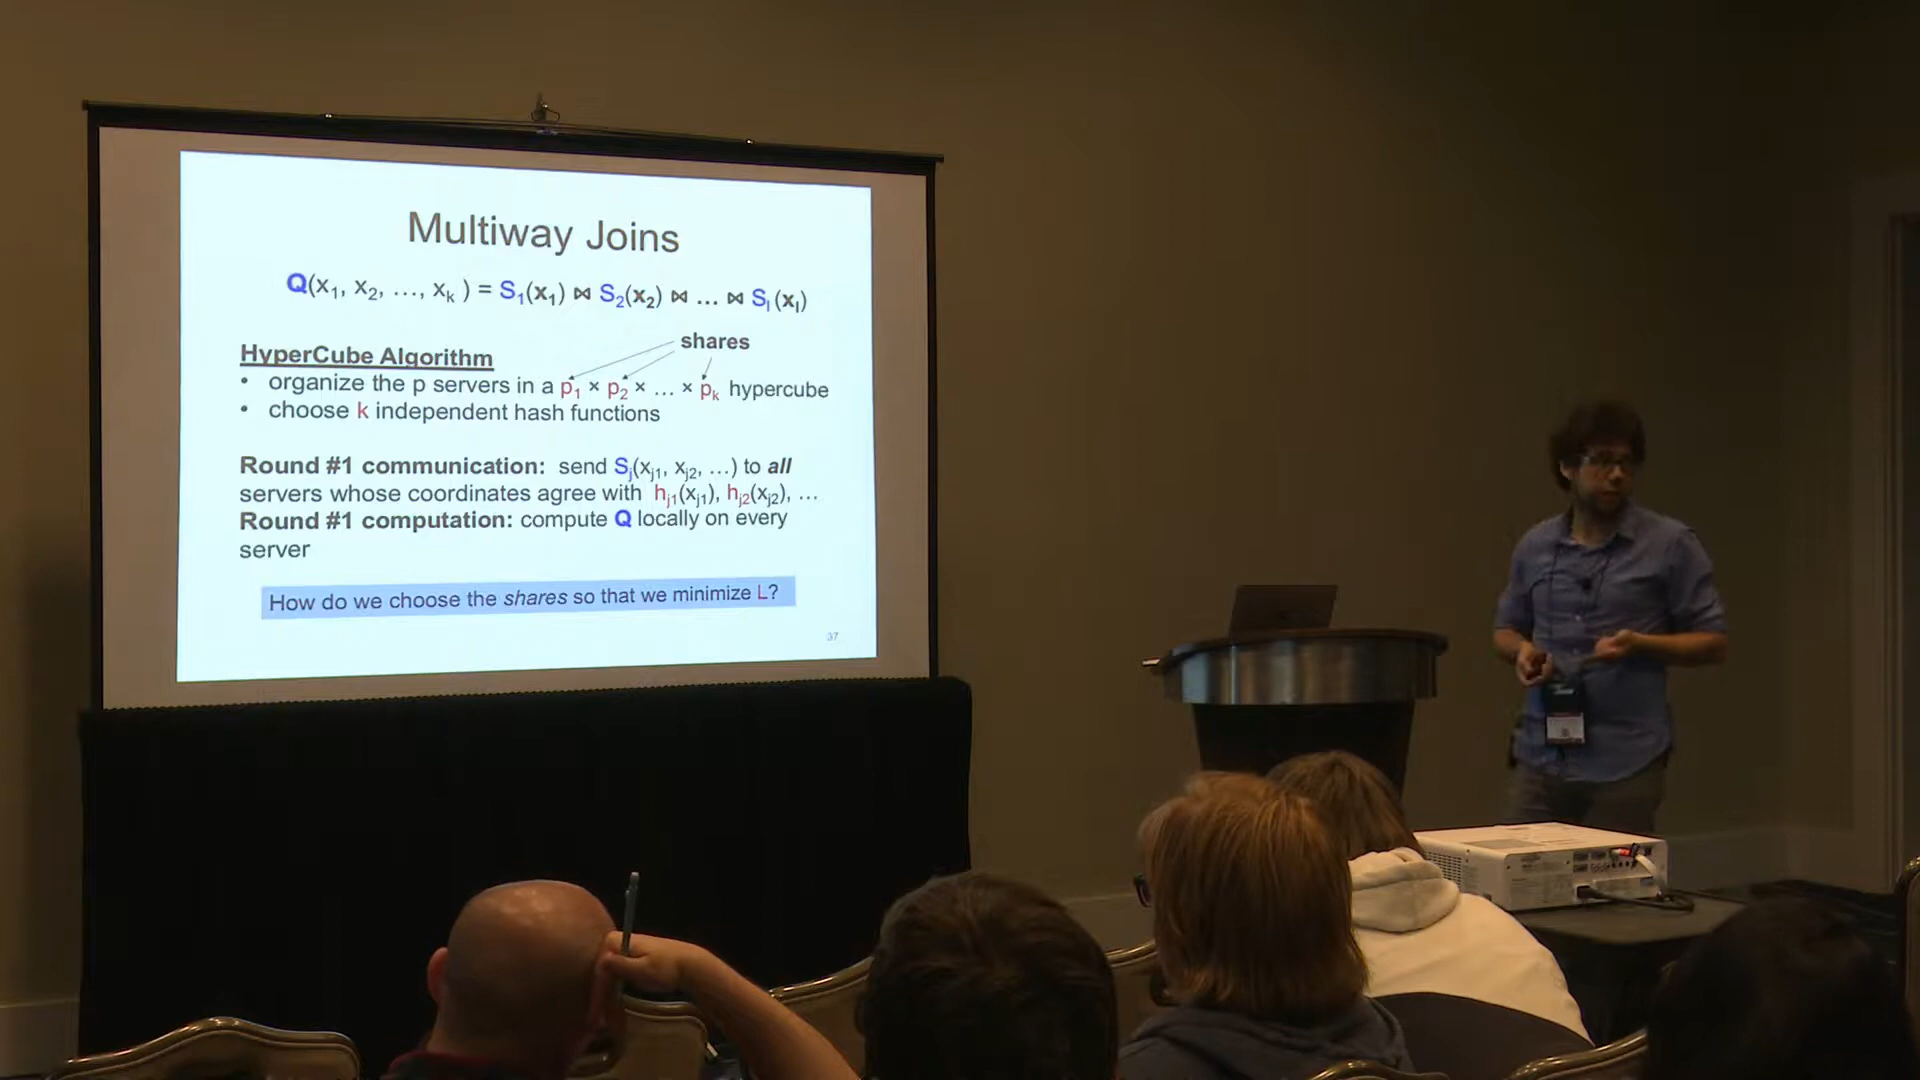 Multiway Joins
Q(x₁, x₂, …, xₖ) = S₁(x₁) ⋈ S₂(x₂) ⋈ … ⋈ Sₗ(xₗ)
shares
HyperCube Algorithm
• organize the p servers in a p₁ × p₂ × … × pₖ hypercube
• choose k independent hash functions
Round #1 communication: send Sⱼ(xⱼ₁, xⱼ₂, …) to all
servers whose coordinates agree with hⱼ₁(xⱼ₁), hⱼ₂(xⱼ₂), …
Round #1 computation: compute Q locally on every
server
How do we choose the shares so that we minimize L?
37